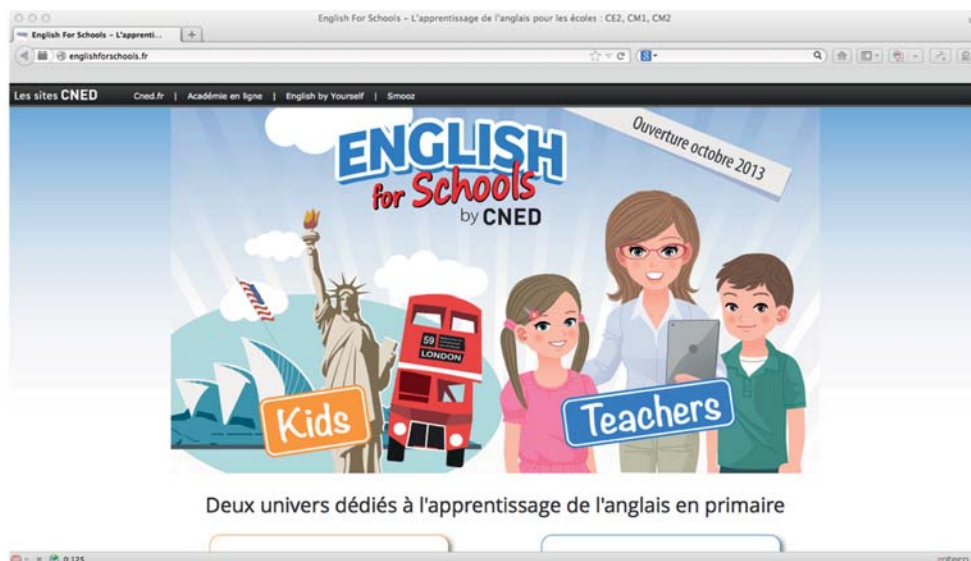 English For Schools – L'apprentissage de l'anglais pour les écoles : CE2, CM1, CM2
English For Schools – L'apprenti...
englishforschools.fr
Les sites CNED
Cned.fr | Académie en ligne | English by Yourself | Smooz
Ouverture octobre 2013
ENGLISH
for Schools
by CNED
59
LONDON
Kids
Teachers
Deux univers dédiés à l'apprentissage de l'anglais en primaire